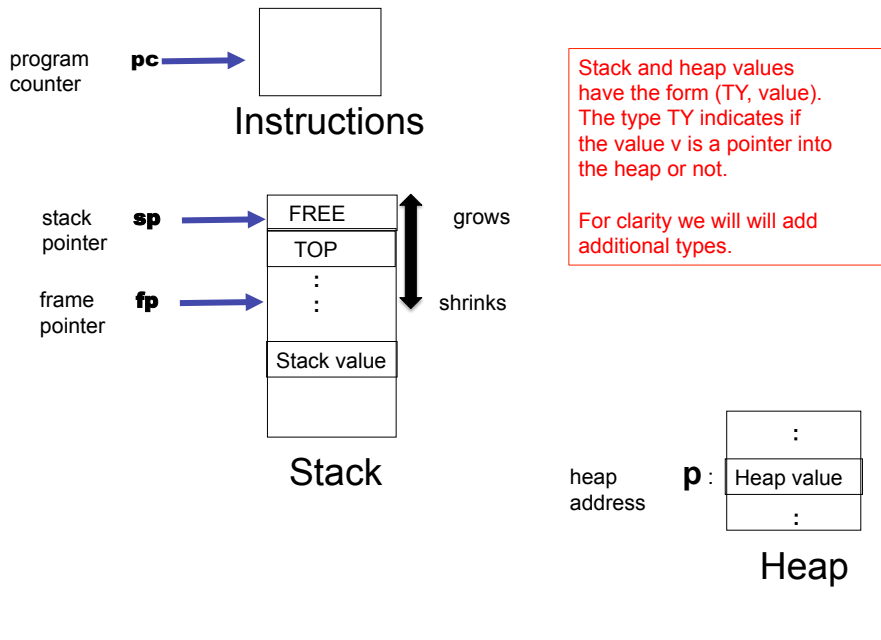 program
counter
pc
Instructions
Stack and heap values
have the form (TY, value).
The type TY indicates if
the value v is a pointer into
the heap or not.
For clarity we will will add
additional types.
stack
pointer
sp
FREE
grows
TOP
:
:
frame
pointer
fp
shrinks
Stack value
Stack
:
heap
address
p :
Heap value
:
Heap